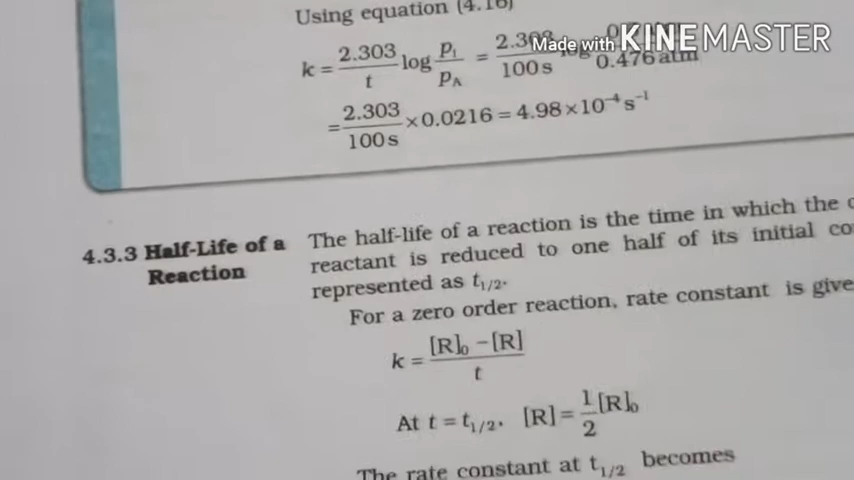 Using equation (4.16)
k = 2.303/t log p_i/p_A = 2.303/100 s log 0.476 atm
= 2.303/100 s × 0.0216 = 4.98 × 10⁻⁴ s⁻¹
Made with KINEMASTER
4.3.3 Half-Life of a Reaction
The half-life of a reaction is the time in which the
reactant is reduced to one half of its initial
represented as t₁/₂.
For a zero order reaction, rate constant is
k = [R]₀ – [R] / t
At t = t₁/₂, [R] = 1/2 [R]₀
The rate constant at t₁/₂ becomes